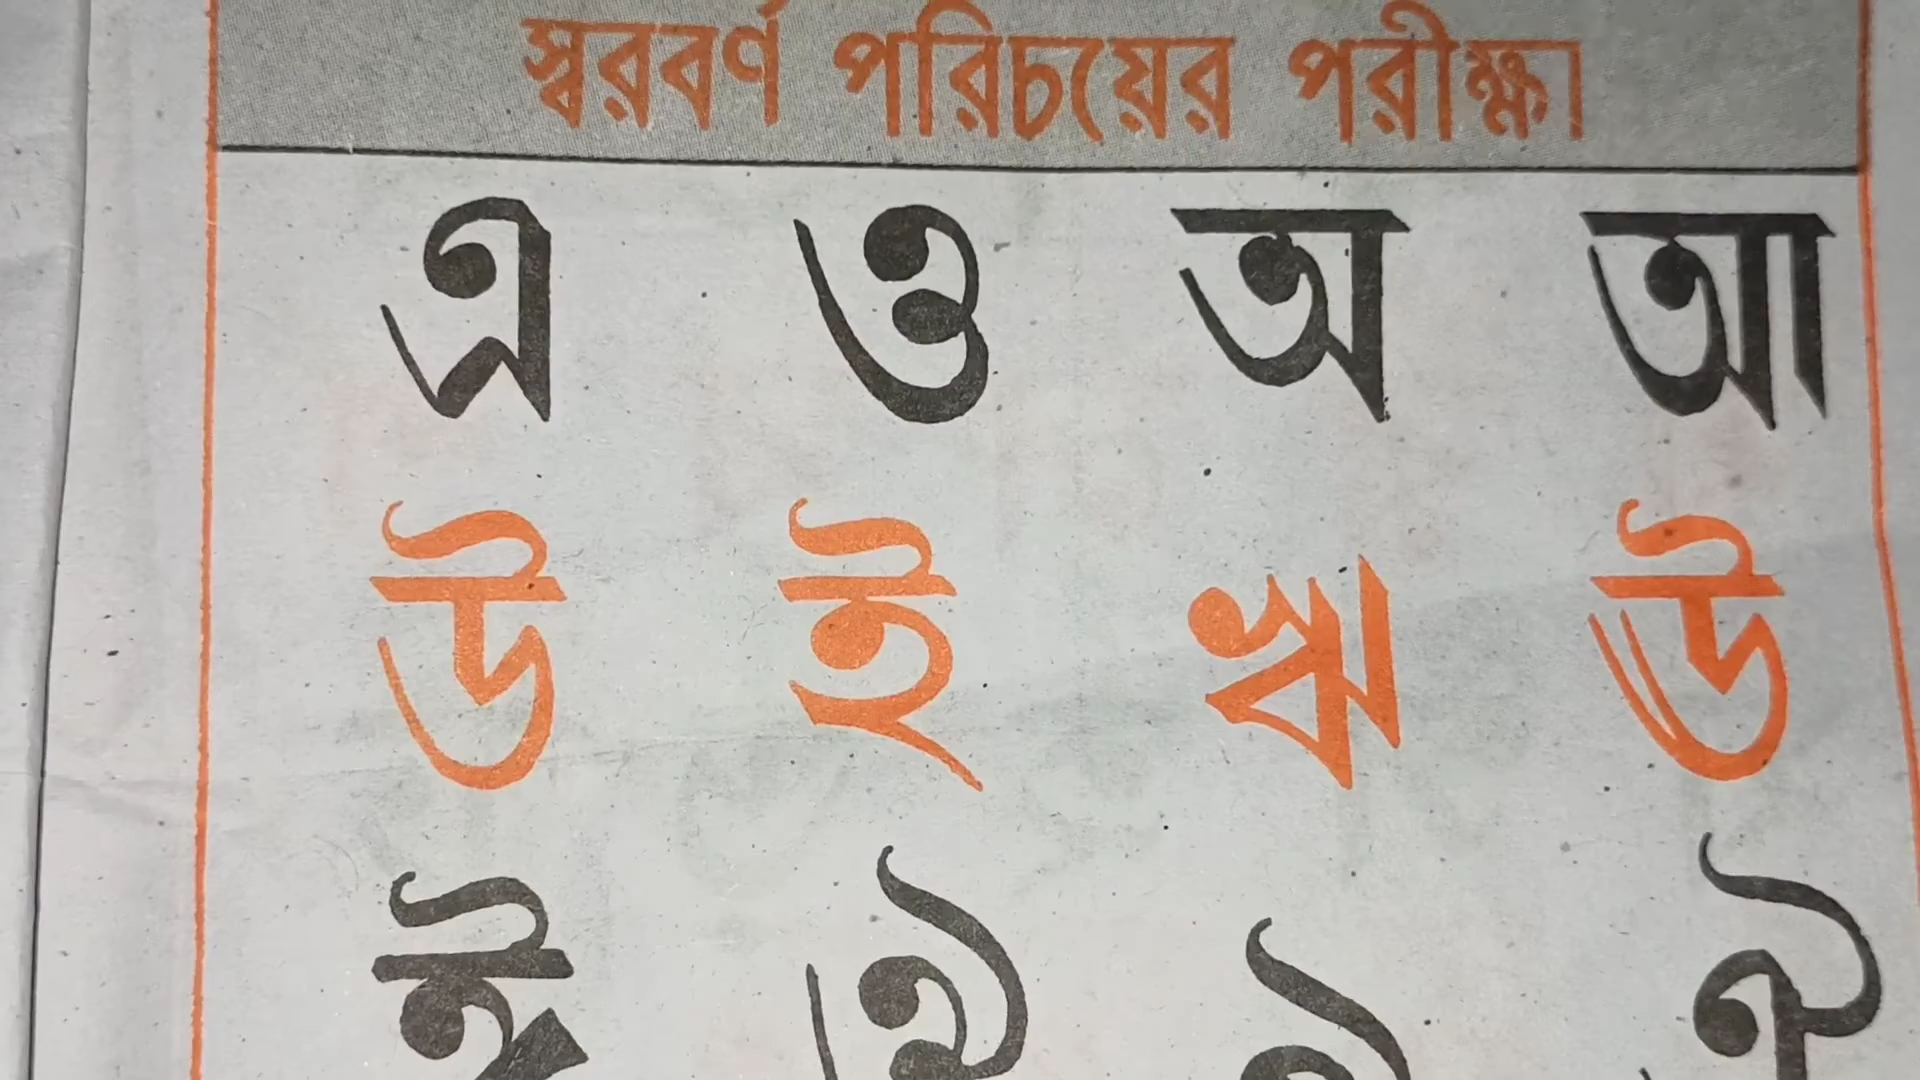 স্বরবর্ণ পরিচয়ের পরীক্ষা
এ ও অ আ
উ ই ঋ ঊ
ঈ ঔ